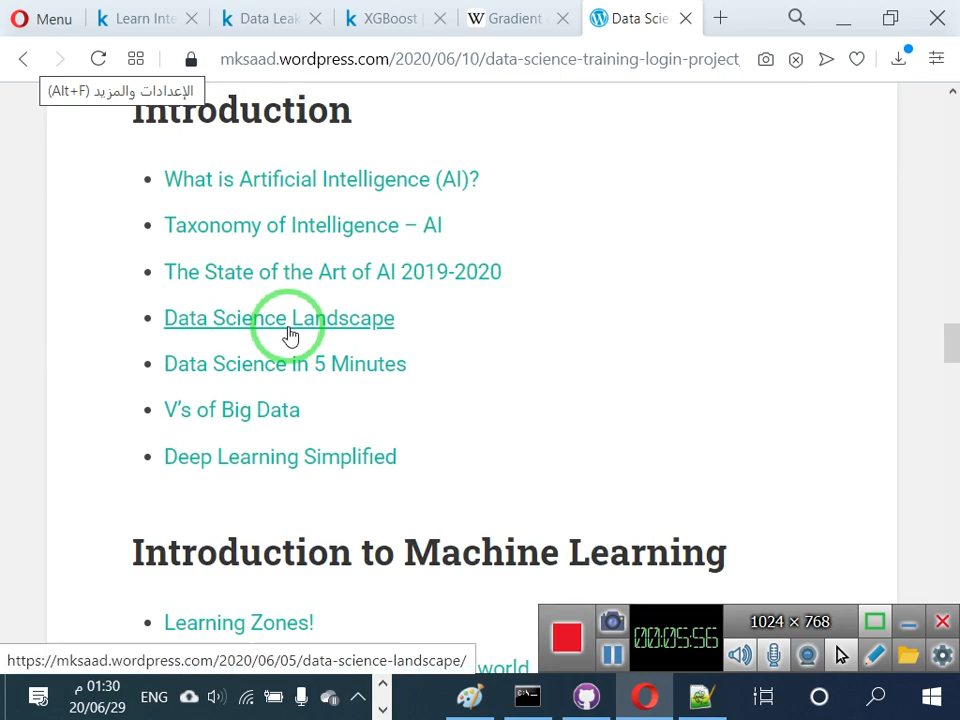 Menu
Learn Inte
Data Leak
XGBoost |
Gradient
Data Scie
mksaad.wordpress.com/2020/06/10/data-science-training-login-project
الإعدادات والمزيد (Alt+F)
Introduction
What is Artificial Intelligence (AI)?
Taxonomy of Intelligence – AI
The State of the Art of AI 2019-2020
Data Science Landscape
Data Science in 5 Minutes
V's of Big Data
Deep Learning Simplified
Introduction to Machine Learning
Learning Zones!
world
1024 × 768
00:05:56
https://mksaad.wordpress.com/2020/06/05/data-science-landscape/
01:30 م
20/06/29
ENG